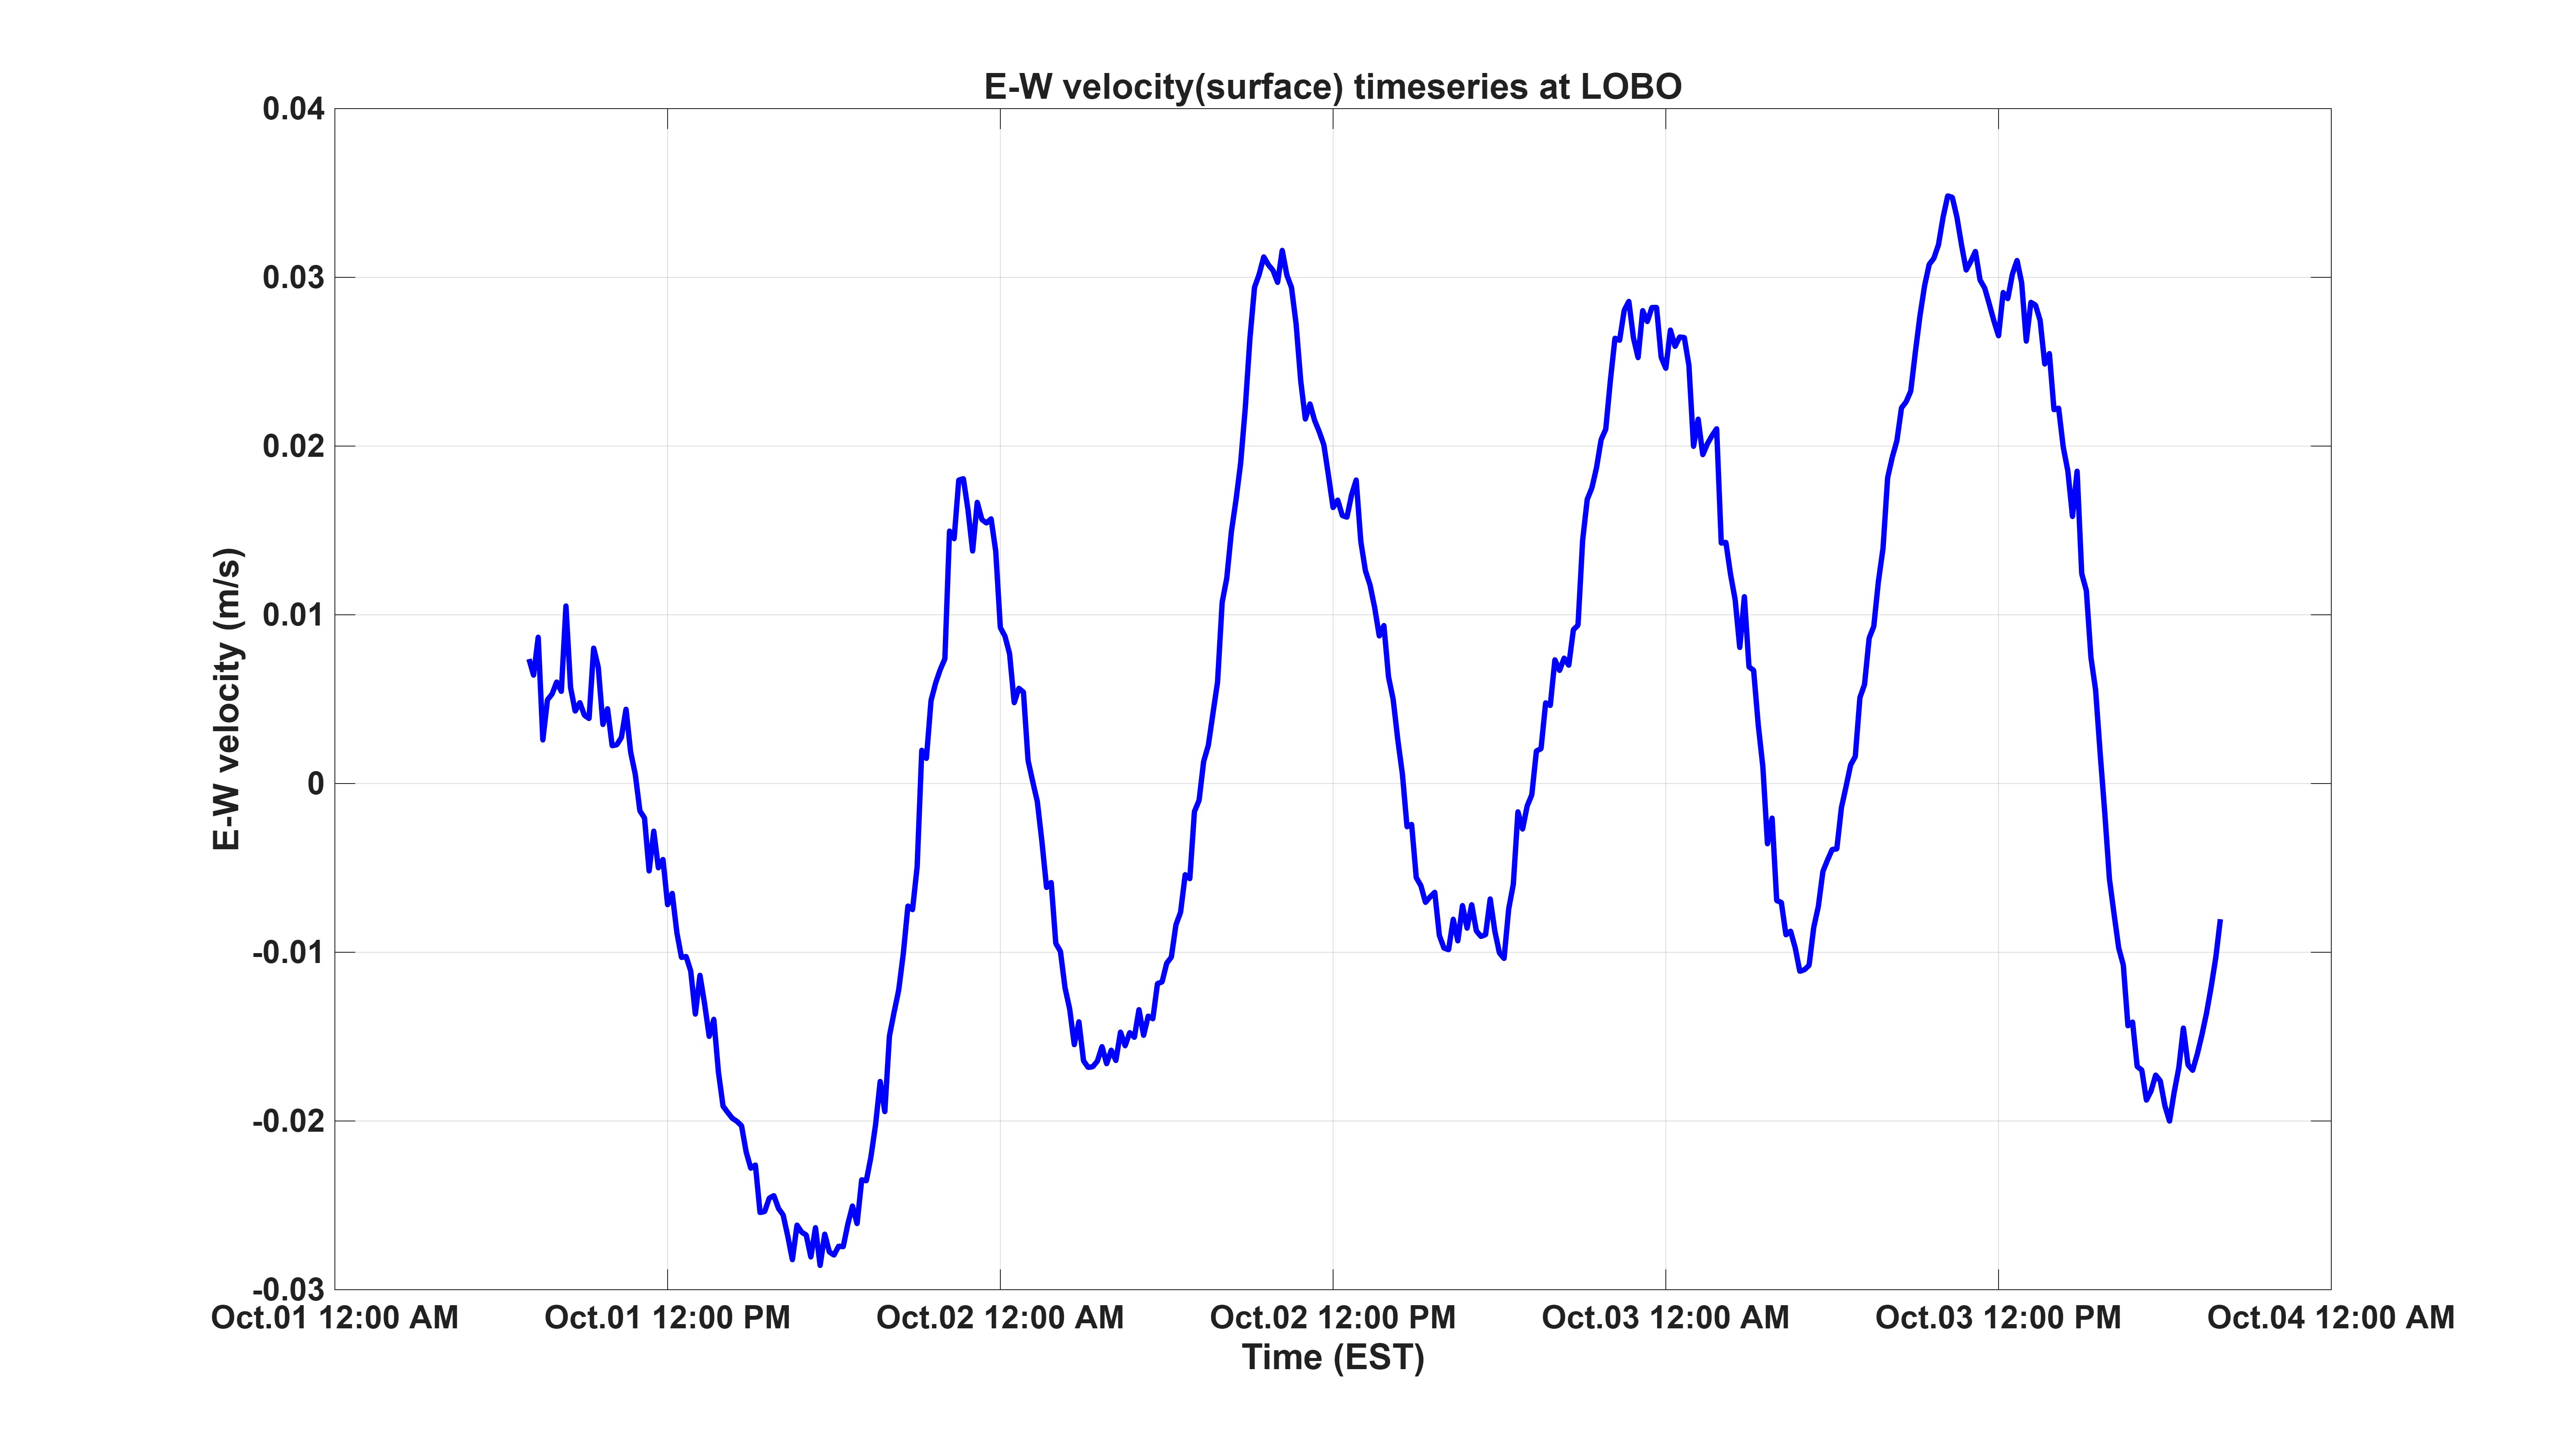 E-W velocity(surface) timeseries at LOBO
0.04
0.03
0.02
0.01
0
-0.01
-0.02
-0.03
E-W velocity (m/s)
Oct.01 12:00 AM
Oct.01 12:00 PM
Oct.02 12:00 AM
Oct.02 12:00 PM
Oct.03 12:00 AM
Oct.03 12:00 PM
Oct.04 12:00 AM
Time (EST)